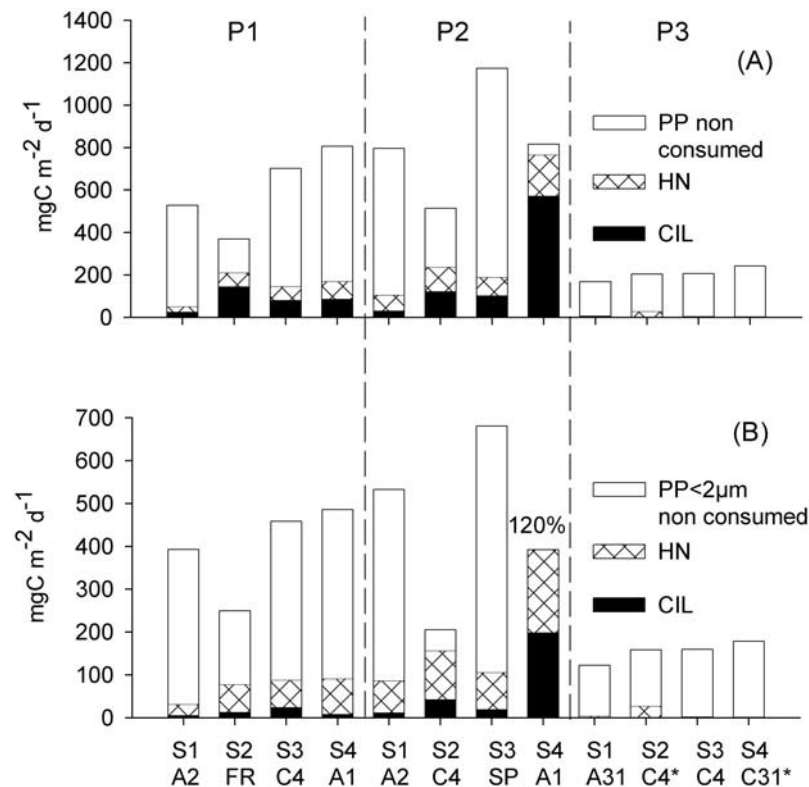 P1 P2 P3
(A)
1400
1200
1000
800
600
400
200
0
mgC m-2 d-1
PP non
consumed
HN
CIL
(B)
700
600
500
400
300
200
100
0
mgC m-2 d-1
PP<2µm
non consumed
HN
CIL
120%
S1 S2 S3 S4 S1 S2 S3 S4 S1 S2 S3 S4
A2 FR C4 A1 A2 C4 SP A1 A31 C4* C4 C31*